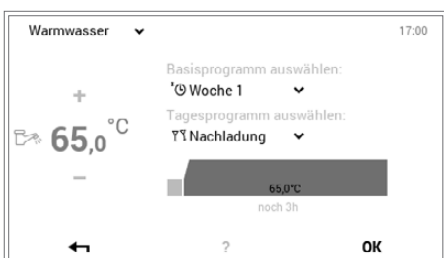 Warmwasser
17:00
Basisprogramm auswählen:
Woche 1
+
Tagesprogramm auswählen:
65,0°C
Nachladung
−
65,0°C
noch 3h
?
OK